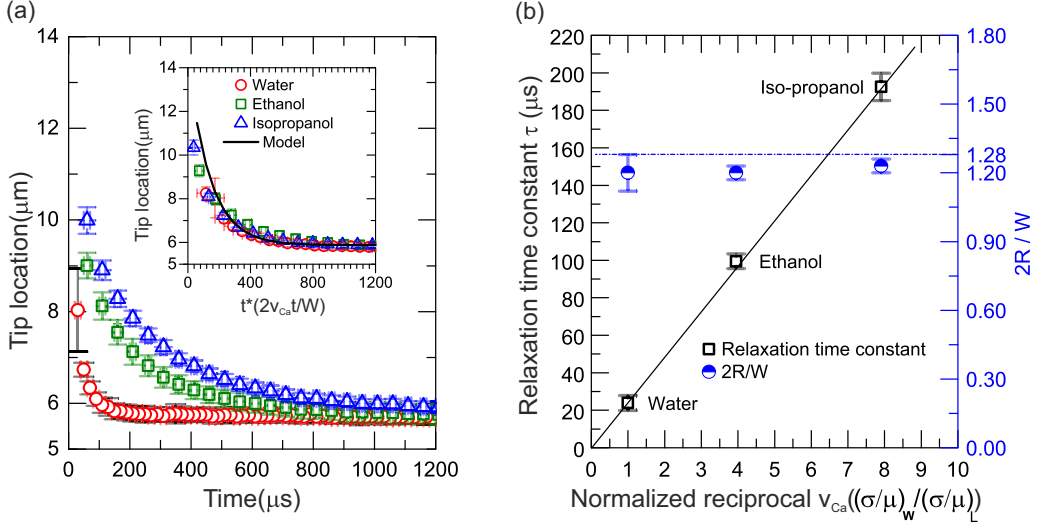 (a)
14
12
10
8
6
5
Tip location(μm)
0 200 400 600 800 1000 1200
Time(μs)
14
12
10
8
6
5
Tip location(μm)
Water
Ethanol
Isopropanol
Model
0 200 400 600 800 1000 1200
t*(2v_Ca t/W)
(b)
220
200
180
160
140
120
100
80
60
40
20
0
Relaxation time constant τ (μs)
Iso-propanol
Ethanol
Relaxation time constant
2R/W
Water
1.80
1.50
1.28
1.20
0.90
0.60
0.30
0.00
2R / W
0 1 2 3 4 5 6 7 8 9 10
Normalized reciprocal v_Ca((σ/μ)_W/(σ/μ)_L)